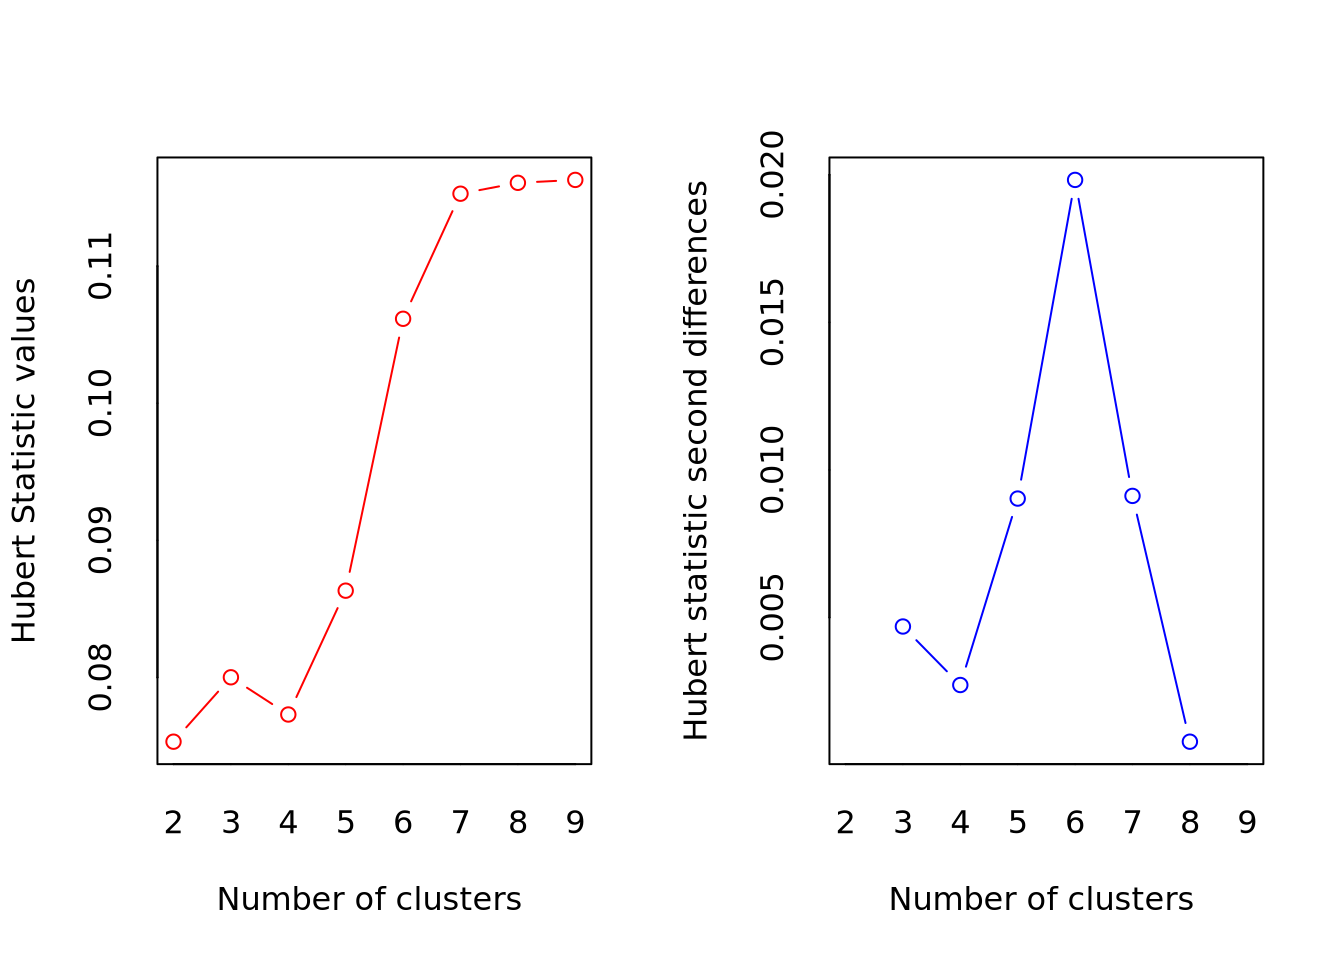 Hubert Statistic values
0.08 0.09 0.10 0.11
2 3 4 5 6 7 8 9
Number of clusters
Hubert statistic second differences
0.005 0.010 0.015 0.020
2 3 4 5 6 7 8 9
Number of clusters